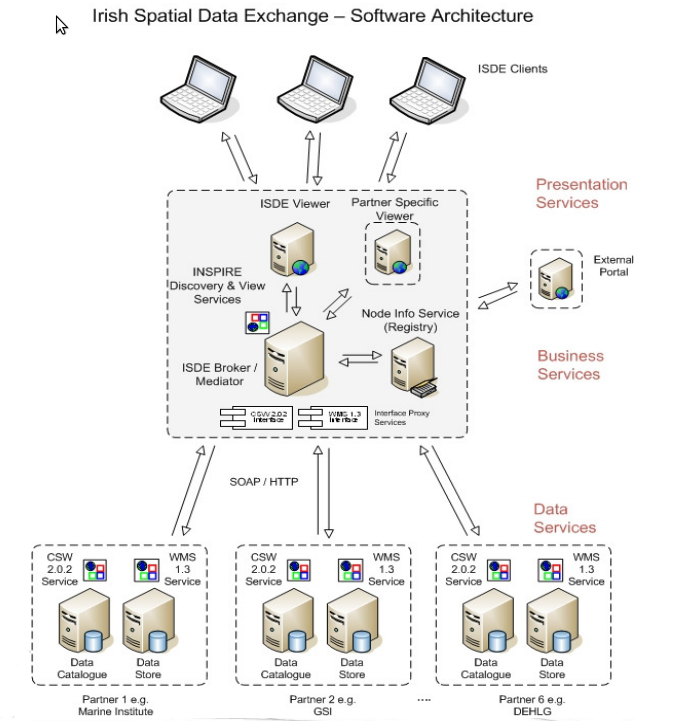 Irish Spatial Data Exchange – Software Architecture
ISDE Clients
Presentation
Services
ISDE Viewer
Partner Specific
Viewer
External
Portal
INSPIRE
Discovery & View
Services
Node Info Service
(Registry)
Business
Services
ISDE Broker /
Mediator
CSW 2.0.2
Interface
WMS 1.3
Interface
Interface Proxy
Services
SOAP / HTTP
Data
Services
CSW
2.0.2
Service
WMS
1.3
Service
Data
Catalogue
Data
Store
Partner 1 e.g.
Marine Institute
CSW
2.0.2
Service
WMS
1.3
Service
Data
Catalogue
Data
Store
Partner 2 e.g.
GSI
....
CSW
2.0.2
Service
WMS
1.3
Service
Data
Catalogue
Data
Store
Partner 6 e.g.
DEHLG